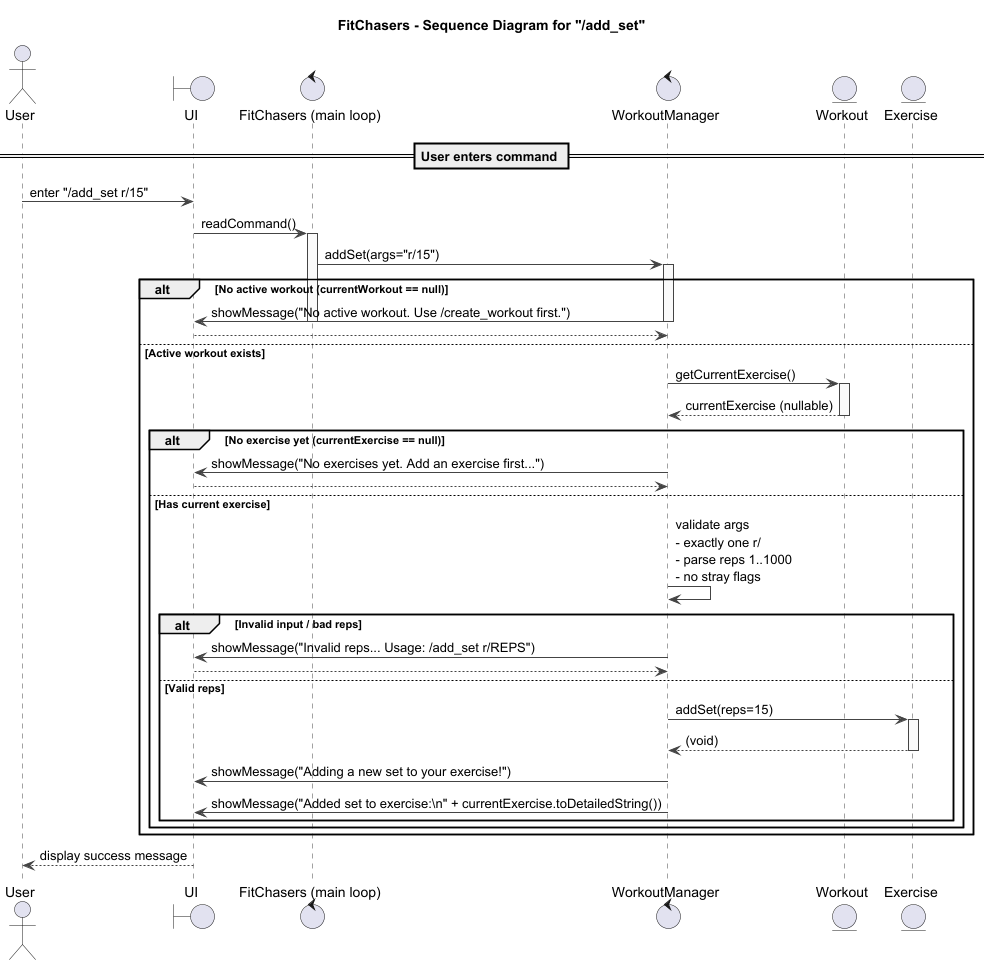 FitChasers - Sequence Diagram for "/add_set"
User
UI
FitChasers (main loop)
WorkoutManager
Workout
Exercise
User enters command
enter "/add_set r/15"
readCommand()
addSet(args="r/15")
alt
[No active workout (currentWorkout == null)]
showMessage("No active workout. Use /create_workout first.")
[Active workout exists]
getCurrentExercise()
currentExercise (nullable)
alt
[No exercise yet (currentExercise == null)]
showMessage("No exercises yet. Add an exercise first...")
[Has current exercise]
validate args
- exactly one r/
- parse reps 1..1000
- no stray flags
alt
[Invalid input / bad reps]
showMessage("Invalid reps... Usage: /add_set r/REPS")
[Valid reps]
addSet(reps=15)
(void)
showMessage("Adding a new set to your exercise!")
showMessage("Added set to exercise:\n" + currentExercise.toDetailedString())
display success message
User
UI
FitChasers (main loop)
WorkoutManager
Workout
Exercise